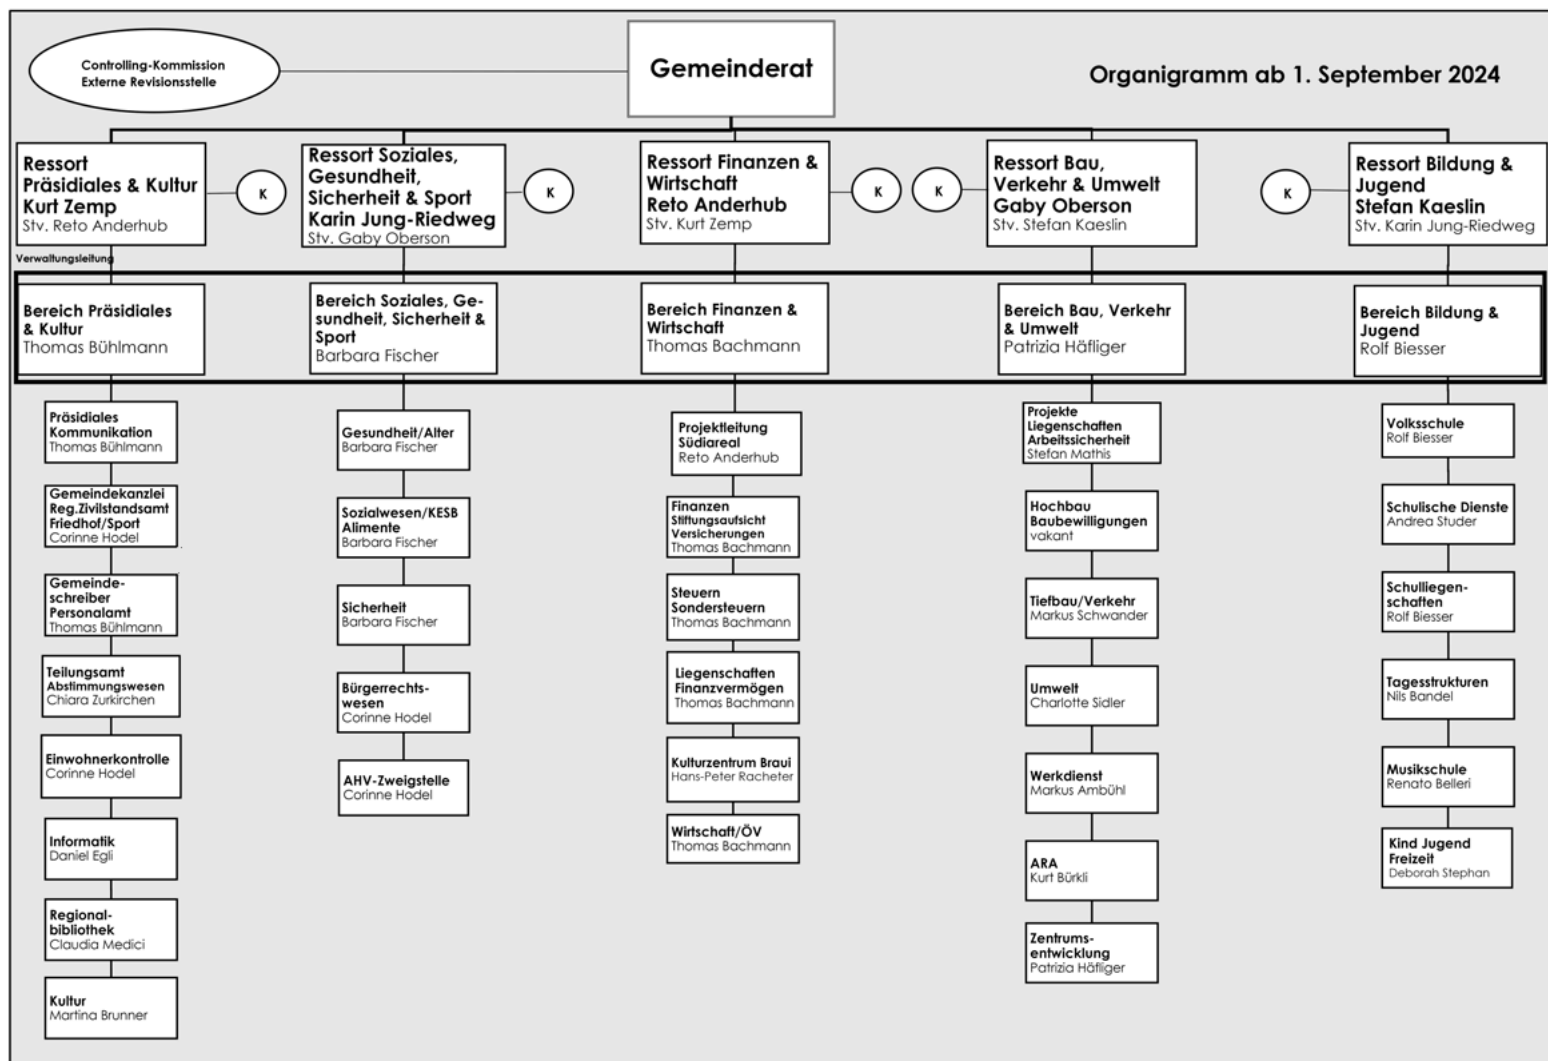 Controlling-Kommission
Externe Revisionsstelle
Gemeinderat
Organigramm ab 1. September 2024
Ressort
Präsidiales & Kultur
Kurt Zemp
Stv. Reto Anderhub
K
Ressort Soziales,
Gesundheit,
Sicherheit & Sport
Karin Jung-Riedweg
Stv. Gaby Oberson
K
Ressort Finanzen &
Wirtschaft
Reto Anderhub
Stv. Kurt Zemp
K
K
Ressort Bau,
Verkehr & Umwelt
Gaby Oberson
Stv. Stefan Kaeslin
K
Ressort Bildung &
Jugend
Stefan Kaeslin
Stv. Karin Jung-Riedweg
Verwaltungsleitung
Bereich Präsidiales
& Kultur
Thomas Bühlmann
Bereich Soziales, Ge-
sundheit, Sicherheit &
Sport
Barbara Fischer
Bereich Finanzen &
Wirtschaft
Thomas Bachmann
Bereich Bau, Verkehr
& Umwelt
Patrizia Häfliger
Bereich Bildung &
Jugend
Rolf Biesser
Präsidiales
Kommunikation
Thomas Bühlmann
Gemeindekanzlei
Reg.Zivilstandsamt
Friedhof/Sport
Corinne Hodel
Gemeinde-
schreiber
Personalamt
Thomas Bühlmann
Teilungsamt
Abstimmungswesen
Chiara Zurkirchen
Einwohnerkontrolle
Corinne Hodel
Informatik
Daniel Egli
Regional-
bibliothek
Claudia Medici
Kultur
Martina Brunner
Gesundheit/Alter
Barbara Fischer
Sozialwesen/KESB
Alimente
Barbara Fischer
Sicherheit
Barbara Fischer
Bürgerrechts-
wesen
Corinne Hodel
AHV-Zweigstelle
Corinne Hodel
Projektleitung
Südiareal
Reto Anderhub
Finanzen
Stiftungsaufsicht
Versicherungen
Thomas Bachmann
Steuern
Sondersteuern
Thomas Bachmann
Liegenschaften
Finanzvermögen
Thomas Bachmann
Kulturzentrum Braui
Hans-Peter Racheter
Wirtschaft/ÖV
Thomas Bachmann
Projekte
Liegenschaften
Arbeitssicherheit
Stefan Mathis
Hochbau
Baubewilligungen
vakant
Tiefbau/Verkehr
Markus Schwander
Umwelt
Charlotte Sidler
Werkdienst
Markus Ambühl
ARA
Kurt Bürkli
Zentrums-
entwicklung
Patrizia Häfliger
Volksschule
Rolf Biesser
Schulische Dienste
Andrea Studer
Schulliegen-
schaften
Rolf Biesser
Tagesstrukturen
Nils Bandel
Musikschule
Renato Belleri
Kind Jugend
Freizeit
Deborah Stephan